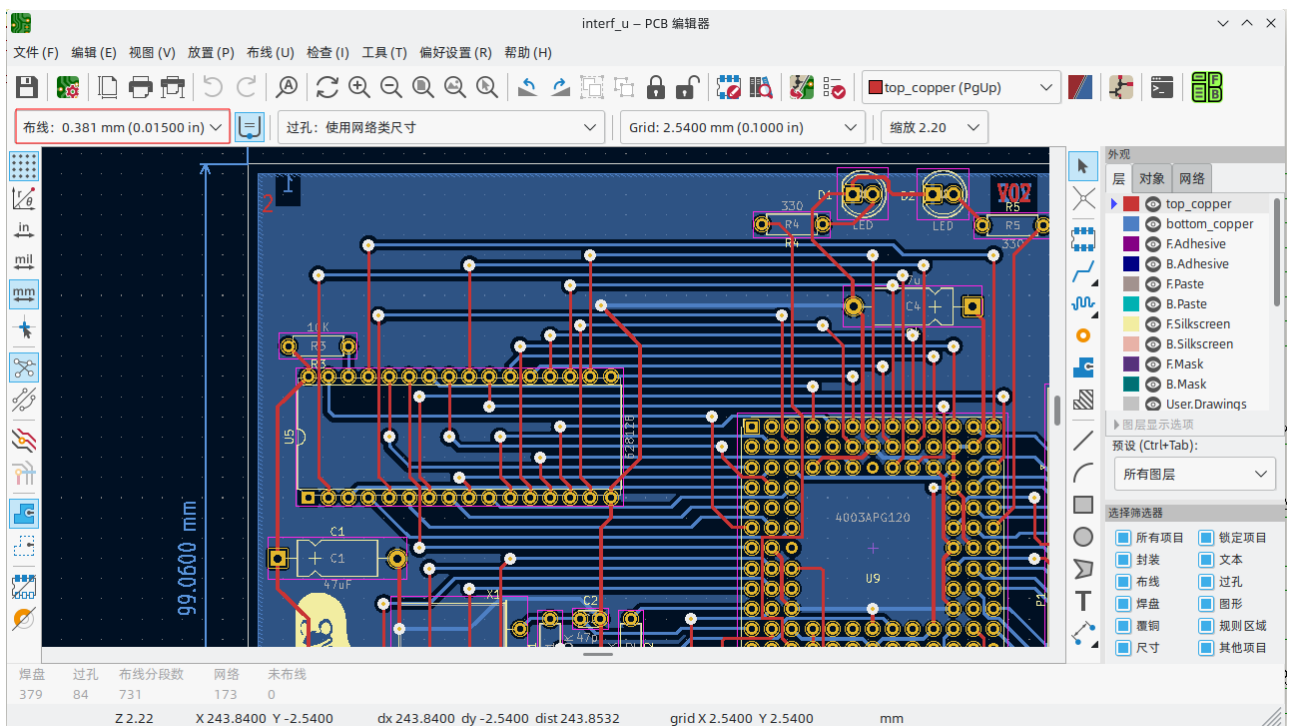 interf_u – PCB 编辑器
文件 (F) 编辑 (E) 视图 (V) 放置 (P) 布线 (U) 检查 (I) 工具 (T) 偏好设置 (R) 帮助 (H)
top_copper (PgUp)
布线: 0.381 mm (0.01500 in) 过孔: 使用网络类尺寸 Grid: 2.5400 mm (0.1000 in) 缩放 2.20
in
mil
mm
1
2
D1
LED
D2
LED
330
R4
R4
R5
R5
330
C4
10K
R3
R3
U5
628128
99.0600 mm
C1
C1
47uF
X1
C2
47p
4003APG120
U9
P1
外观
层 对象 网络
top_copper
bottom_copper
F.Adhesive
B.Adhesive
F.Paste
B.Paste
F.Silkscreen
B.Silkscreen
F.Mask
B.Mask
User.Drawings
图层显示选项
预设 (Ctrl+Tab):
所有图层
选择筛选器
所有项目 锁定项目
封装 文本
布线 过孔
焊盘 图形
覆铜 规则区域
尺寸 其他项目
焊盘 过孔 布线分段数 网络 未布线
379 84 731 173 0
Z 2.22 X 243.8400 Y -2.5400 dx 243.8400 dy -2.5400 dist 243.8532 grid X 2.5400 Y 2.5400 mm